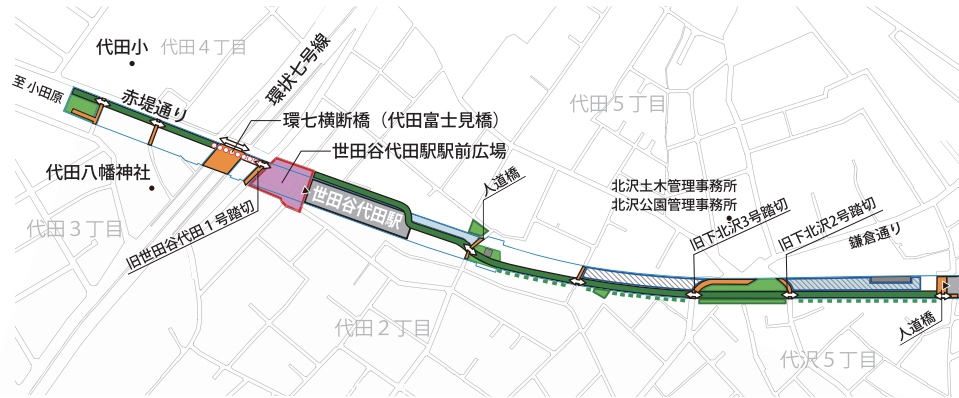 代田小
代田4丁目
環状七号線
至 小田原
赤堤通り
環七横断橋（代田富士見橋）
代田5丁目
世田谷代田駅駅前広場
代田八幡神社
人道橋
北沢土木管理事務所
北沢公園管理事務所
世田谷代田駅
代田3丁目
旧世田谷代田1号踏切
旧下北沢3号踏切
旧下北沢2号踏切
鎌倉通り
代田2丁目
人道橋
代沢5丁目